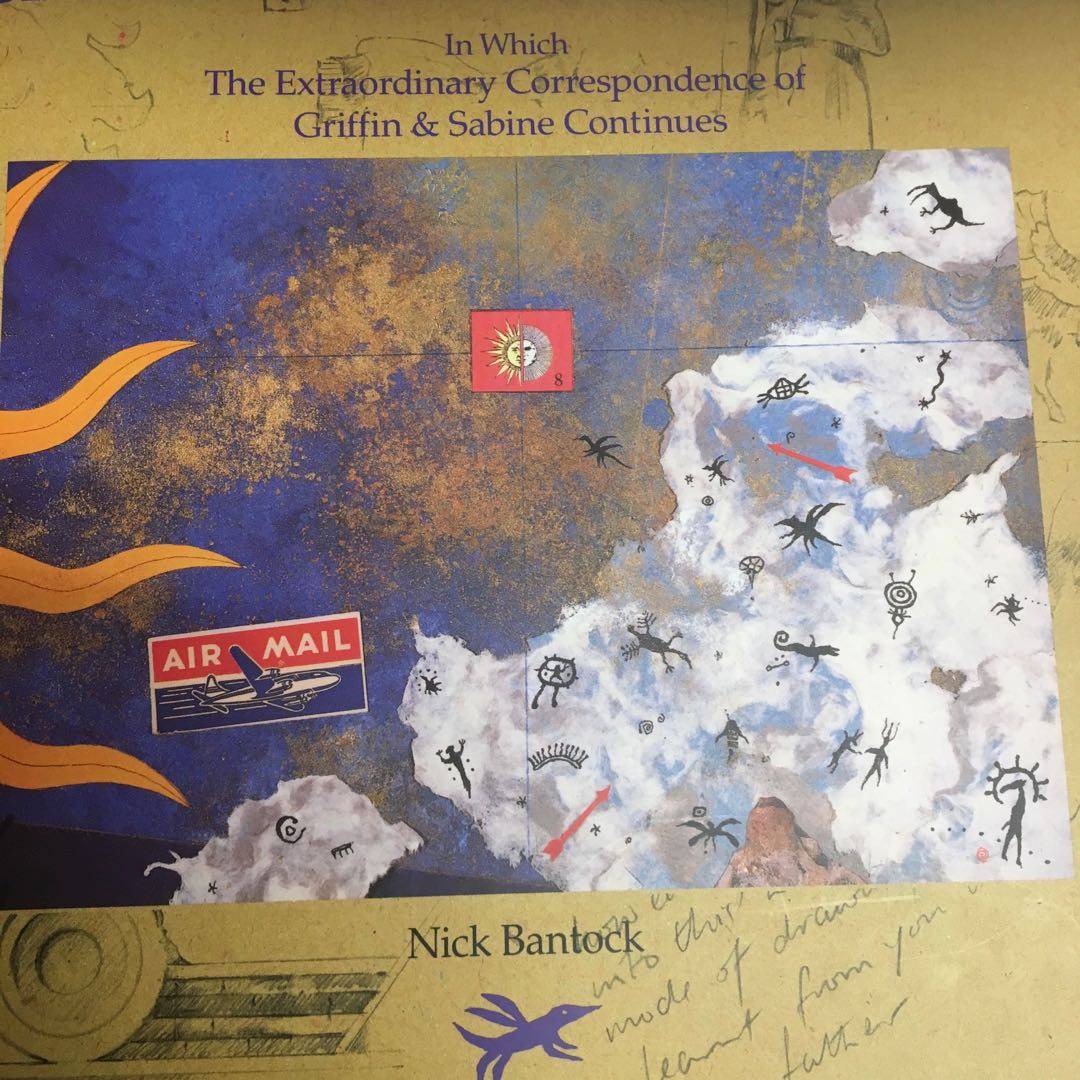 In Which
The Extraordinary Correspondence of
Griffin & Sabine Continues
8
AIR MAIL
Nick Bantock
into this
mode of
learnt from you
father